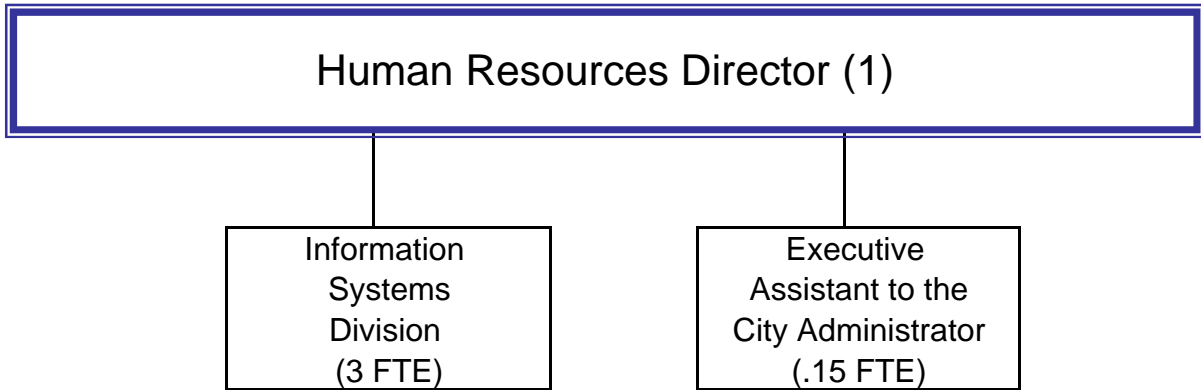 Human Resources Director (1)
Information
Systems
Division
(3 FTE)
Executive
Assistant to the
City Administrator
(.15 FTE)